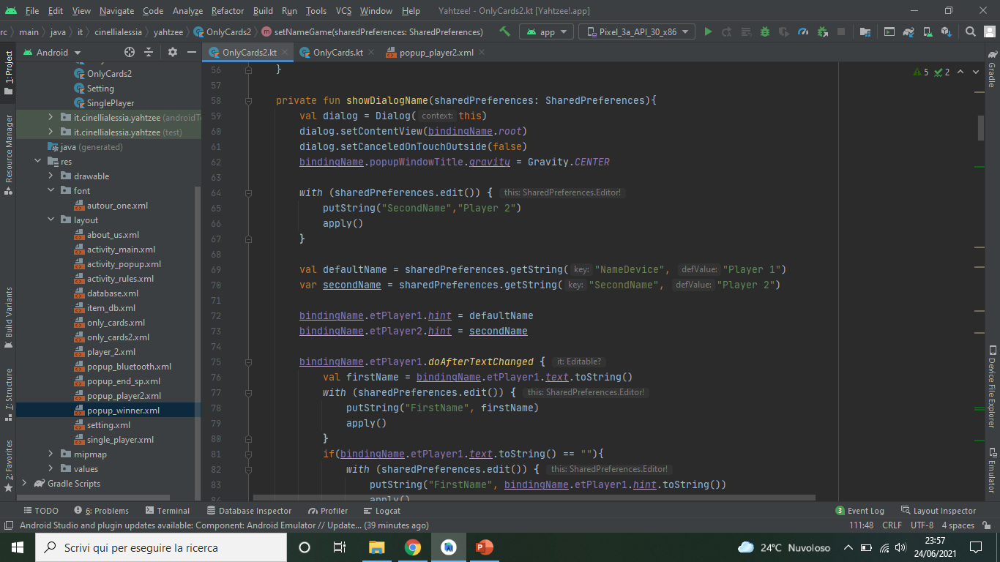 File Edit View Navigate Code Analyze Refactor Build Run Tools VCS Window Help Yahtzee! - OnlyCards2.kt [Yahtzee!.app]
rc main java it cinellialessia yahtzee OnlyCards2 setNameGame(sharedPreferences: SharedPreferences) app Pixel_3a_API_30_x86
Android OnlyCards2.kt OnlyCards.kt popup_player2.xml
1: Project
Resource Manager
Build Variants
7: Structure
2: Favorites
OnlyCards2
Setting
SinglePlayer
it.cinellialessia.yahtzee (androidTe
it.cinellialessia.yahtzee (test)
java (generated)
res
drawable
font
autour_one.xml
layout
about_us.xml
activity_main.xml
activity_popup.xml
activity_rules.xml
database.xml
item_db.xml
only_cards.xml
only_cards2.xml
player_2.xml
popup_bluetooth.xml
popup_end_sp.xml
popup_player2.xml
popup_winner.xml
setting.xml
single_player.xml
mipmap
values
Gradle Scripts
5 2
56 }
57
58 private fun showDialogName(sharedPreferences: SharedPreferences){
59 val dialog = Dialog( context: this)
60 dialog.setContentView(bindingName.root)
61 dialog.setCanceledOnTouchOutside(false)
62 bindingName.popupWindowTitle.gravity = Gravity.CENTER
63
64 with (sharedPreferences.edit()) { this: SharedPreferences.Editor!
65 putString("SecondName","Player 2")
66 apply()
67 }
68
69 val defaultName = sharedPreferences.getString( key: "NameDevice", defValue: "Player 1")
70 var secondName = sharedPreferences.getString( key: "SecondName", defValue: "Player 2")
71
72 bindingName.etPlayer1.hint = defaultName
73 bindingName.etPlayer2.hint = secondName
74
75 bindingName.etPlayer1.doAfterTextChanged { it: Editable?
76 val firstName = bindingName.etPlayer1.text.toString()
77 with (sharedPreferences.edit()) { this: SharedPreferences.Editor!
78 putString("FirstName", firstName)
79 apply()
80 }
81 if(bindingName.etPlayer1.text.toString() == ""){
82 with (sharedPreferences.edit()) { this: SharedPreferences.Editor!
83 putString("FirstName", bindingName.etPlayer1.hint.toString())
84 apply()
Gradle
Device File Explorer
Emulator
TODO 6: Problems Terminal Database Inspector Profiler Logcat 3 Event Log Layout Inspector
Android Studio and plugin updates available: Component: Android Emulator // Update... (39 minutes ago) 111:48 CRLF UTF-8 4 spaces
Scrivi qui per eseguire la ricerca 24°C Nuvoloso 23:57
24/06/2021